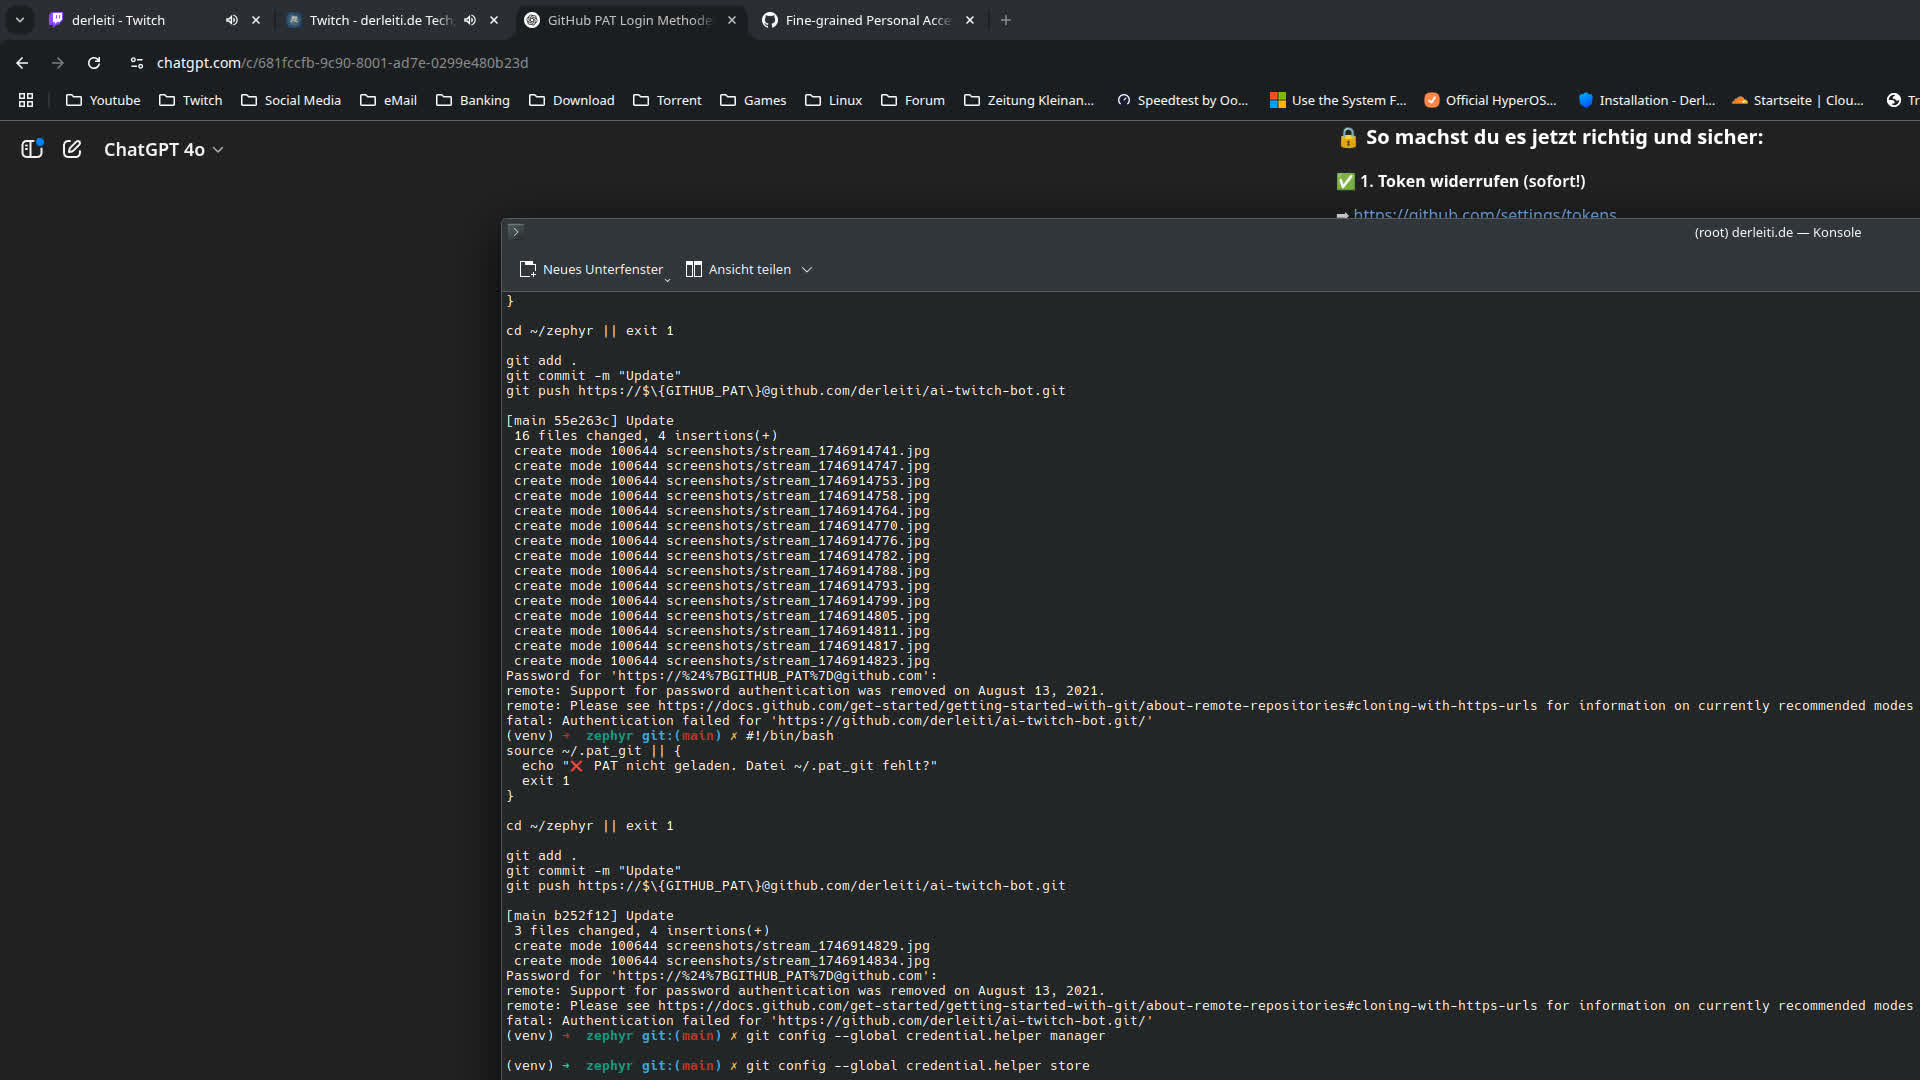 derleiti - Twitch
Twitch - derleiti.de Tech
GitHub PAT Login Methode
Fine-grained Personal Acce
chatgpt.com/c/681fccfb-9c90-8001-ad7e-0299e480b23d
Youtube Twitch Social Media eMail Banking Download Torrent Games Linux Forum Zeitung Kleinan... Speedtest by Oo... Use the System F... Official HyperOS... Installation - Derl... Startseite | Clou... Tr
ChatGPT 4o
So machst du es jetzt richtig und sicher:
✅ 1. Token widerrufen (sofort!)
➡ https://github.com/settings/tokens
(root) derleiti.de — Konsole
Neues Unterfenster Ansicht teilen
}
cd ~/zephyr || exit 1
git add .
git commit -m "Update"
git push https://$\{GITHUB_PAT\}@github.com/derleiti/ai-twitch-bot.git
[main 55e263c] Update
16 files changed, 4 insertions(+)
create mode 100644 screenshots/stream_1746914741.jpg
create mode 100644 screenshots/stream_1746914747.jpg
create mode 100644 screenshots/stream_1746914753.jpg
create mode 100644 screenshots/stream_1746914758.jpg
create mode 100644 screenshots/stream_1746914764.jpg
create mode 100644 screenshots/stream_1746914770.jpg
create mode 100644 screenshots/stream_1746914776.jpg
create mode 100644 screenshots/stream_1746914782.jpg
create mode 100644 screenshots/stream_1746914788.jpg
create mode 100644 screenshots/stream_1746914793.jpg
create mode 100644 screenshots/stream_1746914799.jpg
create mode 100644 screenshots/stream_1746914805.jpg
create mode 100644 screenshots/stream_1746914811.jpg
create mode 100644 screenshots/stream_1746914817.jpg
create mode 100644 screenshots/stream_1746914823.jpg
Password for 'https://%24%7BGITHUB_PAT%7D@github.com':
remote: Support for password authentication was removed on August 13, 2021.
remote: Please see https://docs.github.com/get-started/getting-started-with-git/about-remote-repositories#cloning-with-https-urls for information on currently recommended modes
fatal: Authentication failed for 'https://github.com/derleiti/ai-twitch-bot.git/'
(venv) ➜ zephyr git:(main) ✗ #!/bin/bash
source ~/.pat_git || {
echo "❌ PAT nicht geladen. Datei ~/.pat_git fehlt?"
exit 1
}
cd ~/zephyr || exit 1
git add .
git commit -m "Update"
git push https://$\{GITHUB_PAT\}@github.com/derleiti/ai-twitch-bot.git
[main b252f12] Update
3 files changed, 4 insertions(+)
create mode 100644 screenshots/stream_1746914829.jpg
create mode 100644 screenshots/stream_1746914834.jpg
Password for 'https://%24%7BGITHUB_PAT%7D@github.com':
remote: Support for password authentication was removed on August 13, 2021.
remote: Please see https://docs.github.com/get-started/getting-started-with-git/about-remote-repositories#cloning-with-https-urls for information on currently recommended modes
fatal: Authentication failed for 'https://github.com/derleiti/ai-twitch-bot.git/'
(venv) ➜ zephyr git:(main) ✗ git config --global credential.helper manager
(venv) ➜ zephyr git:(main) ✗ git config --global credential.helper store